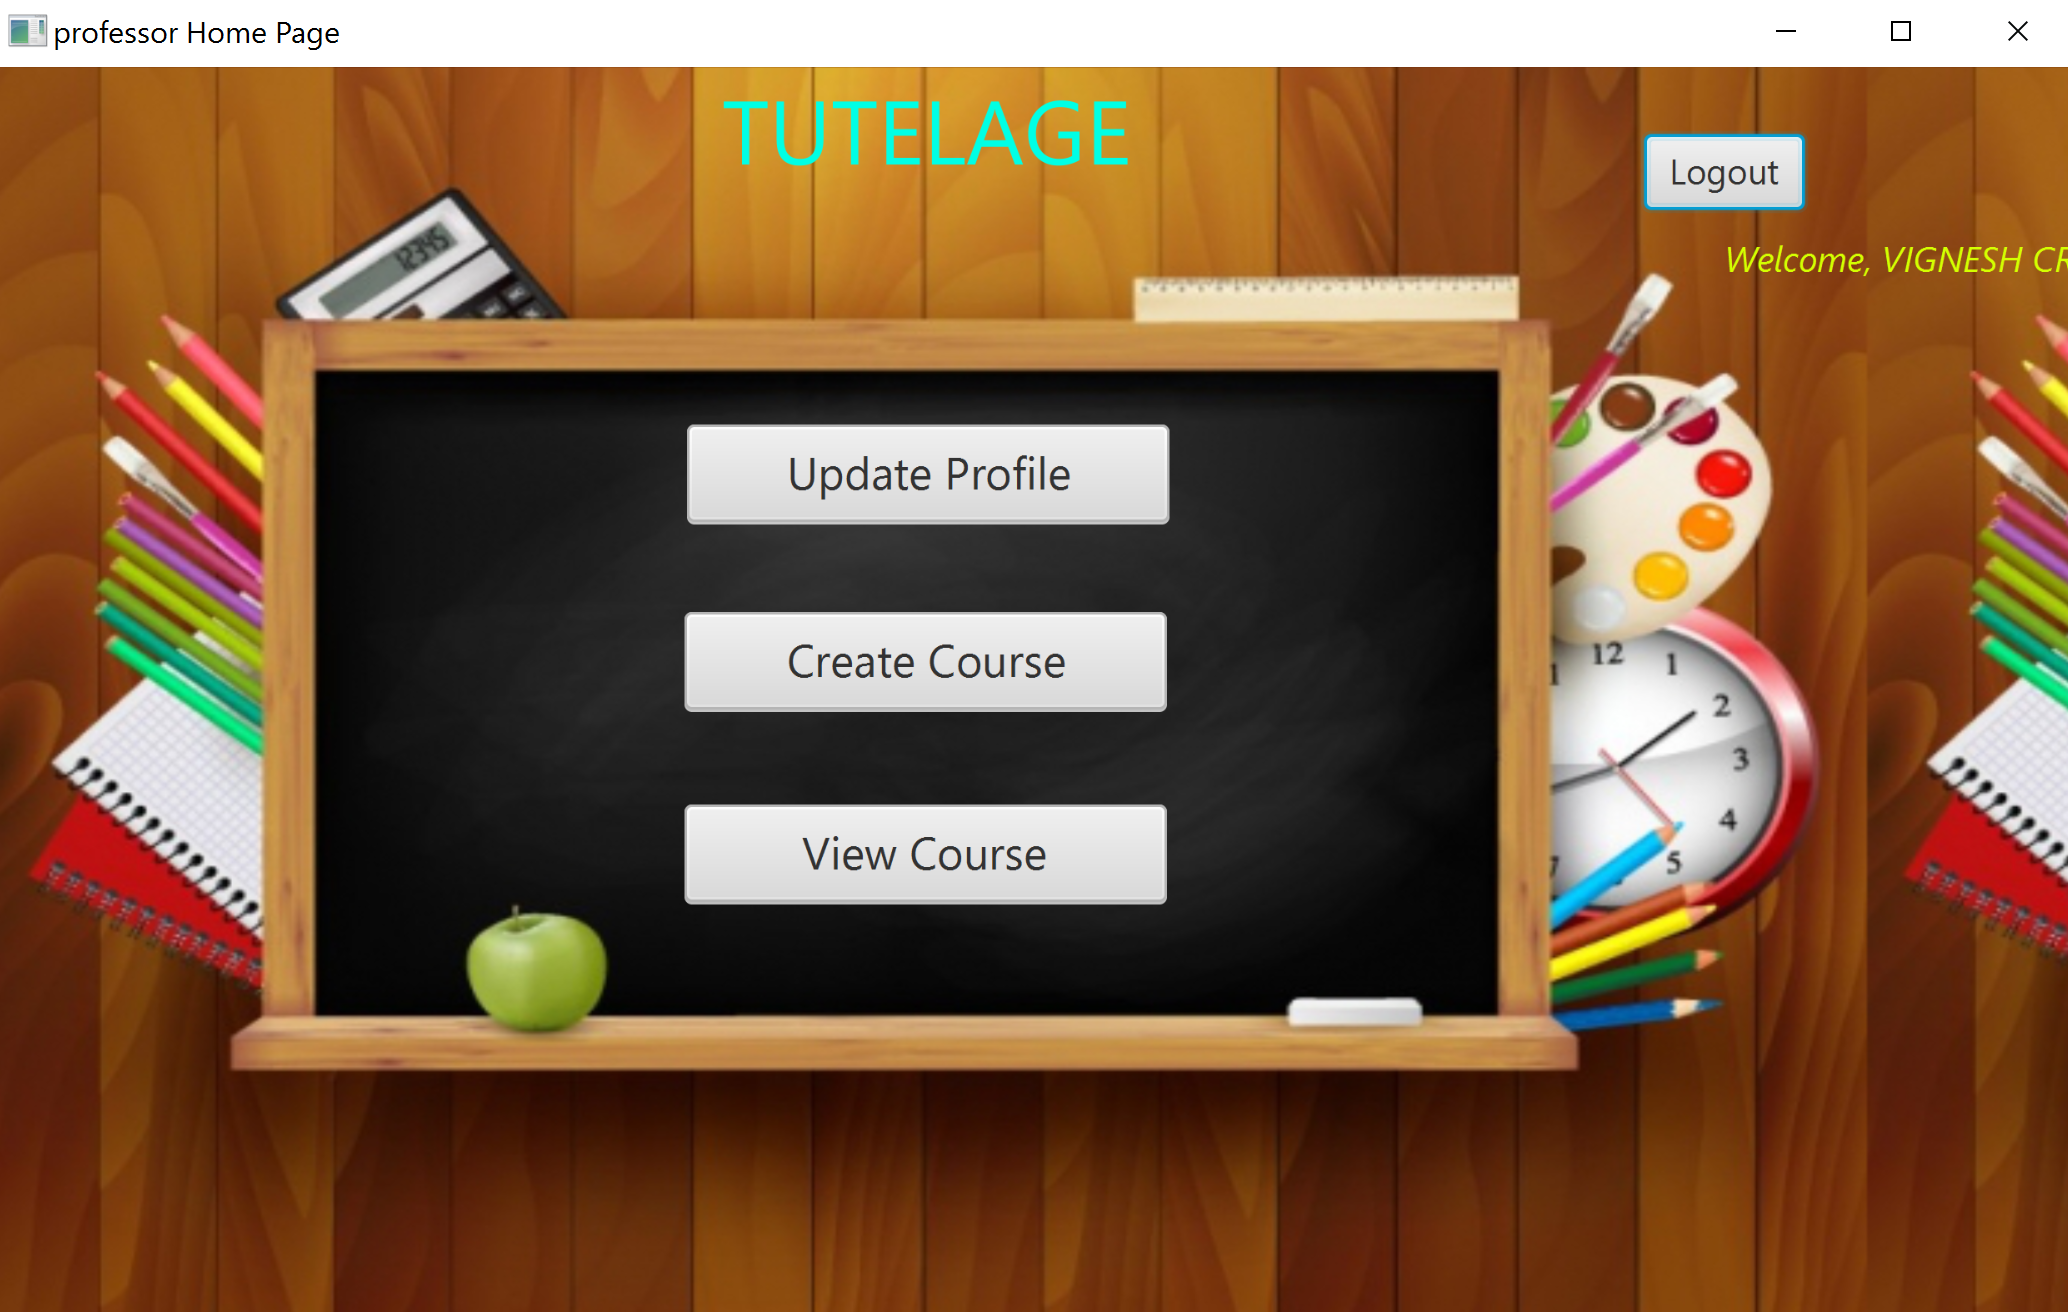 professor Home Page
TUTELAGE
Logout
Welcome, VIGNESH
12345
Update Profile
Create Course
View Course
12
1
2
3
4
5